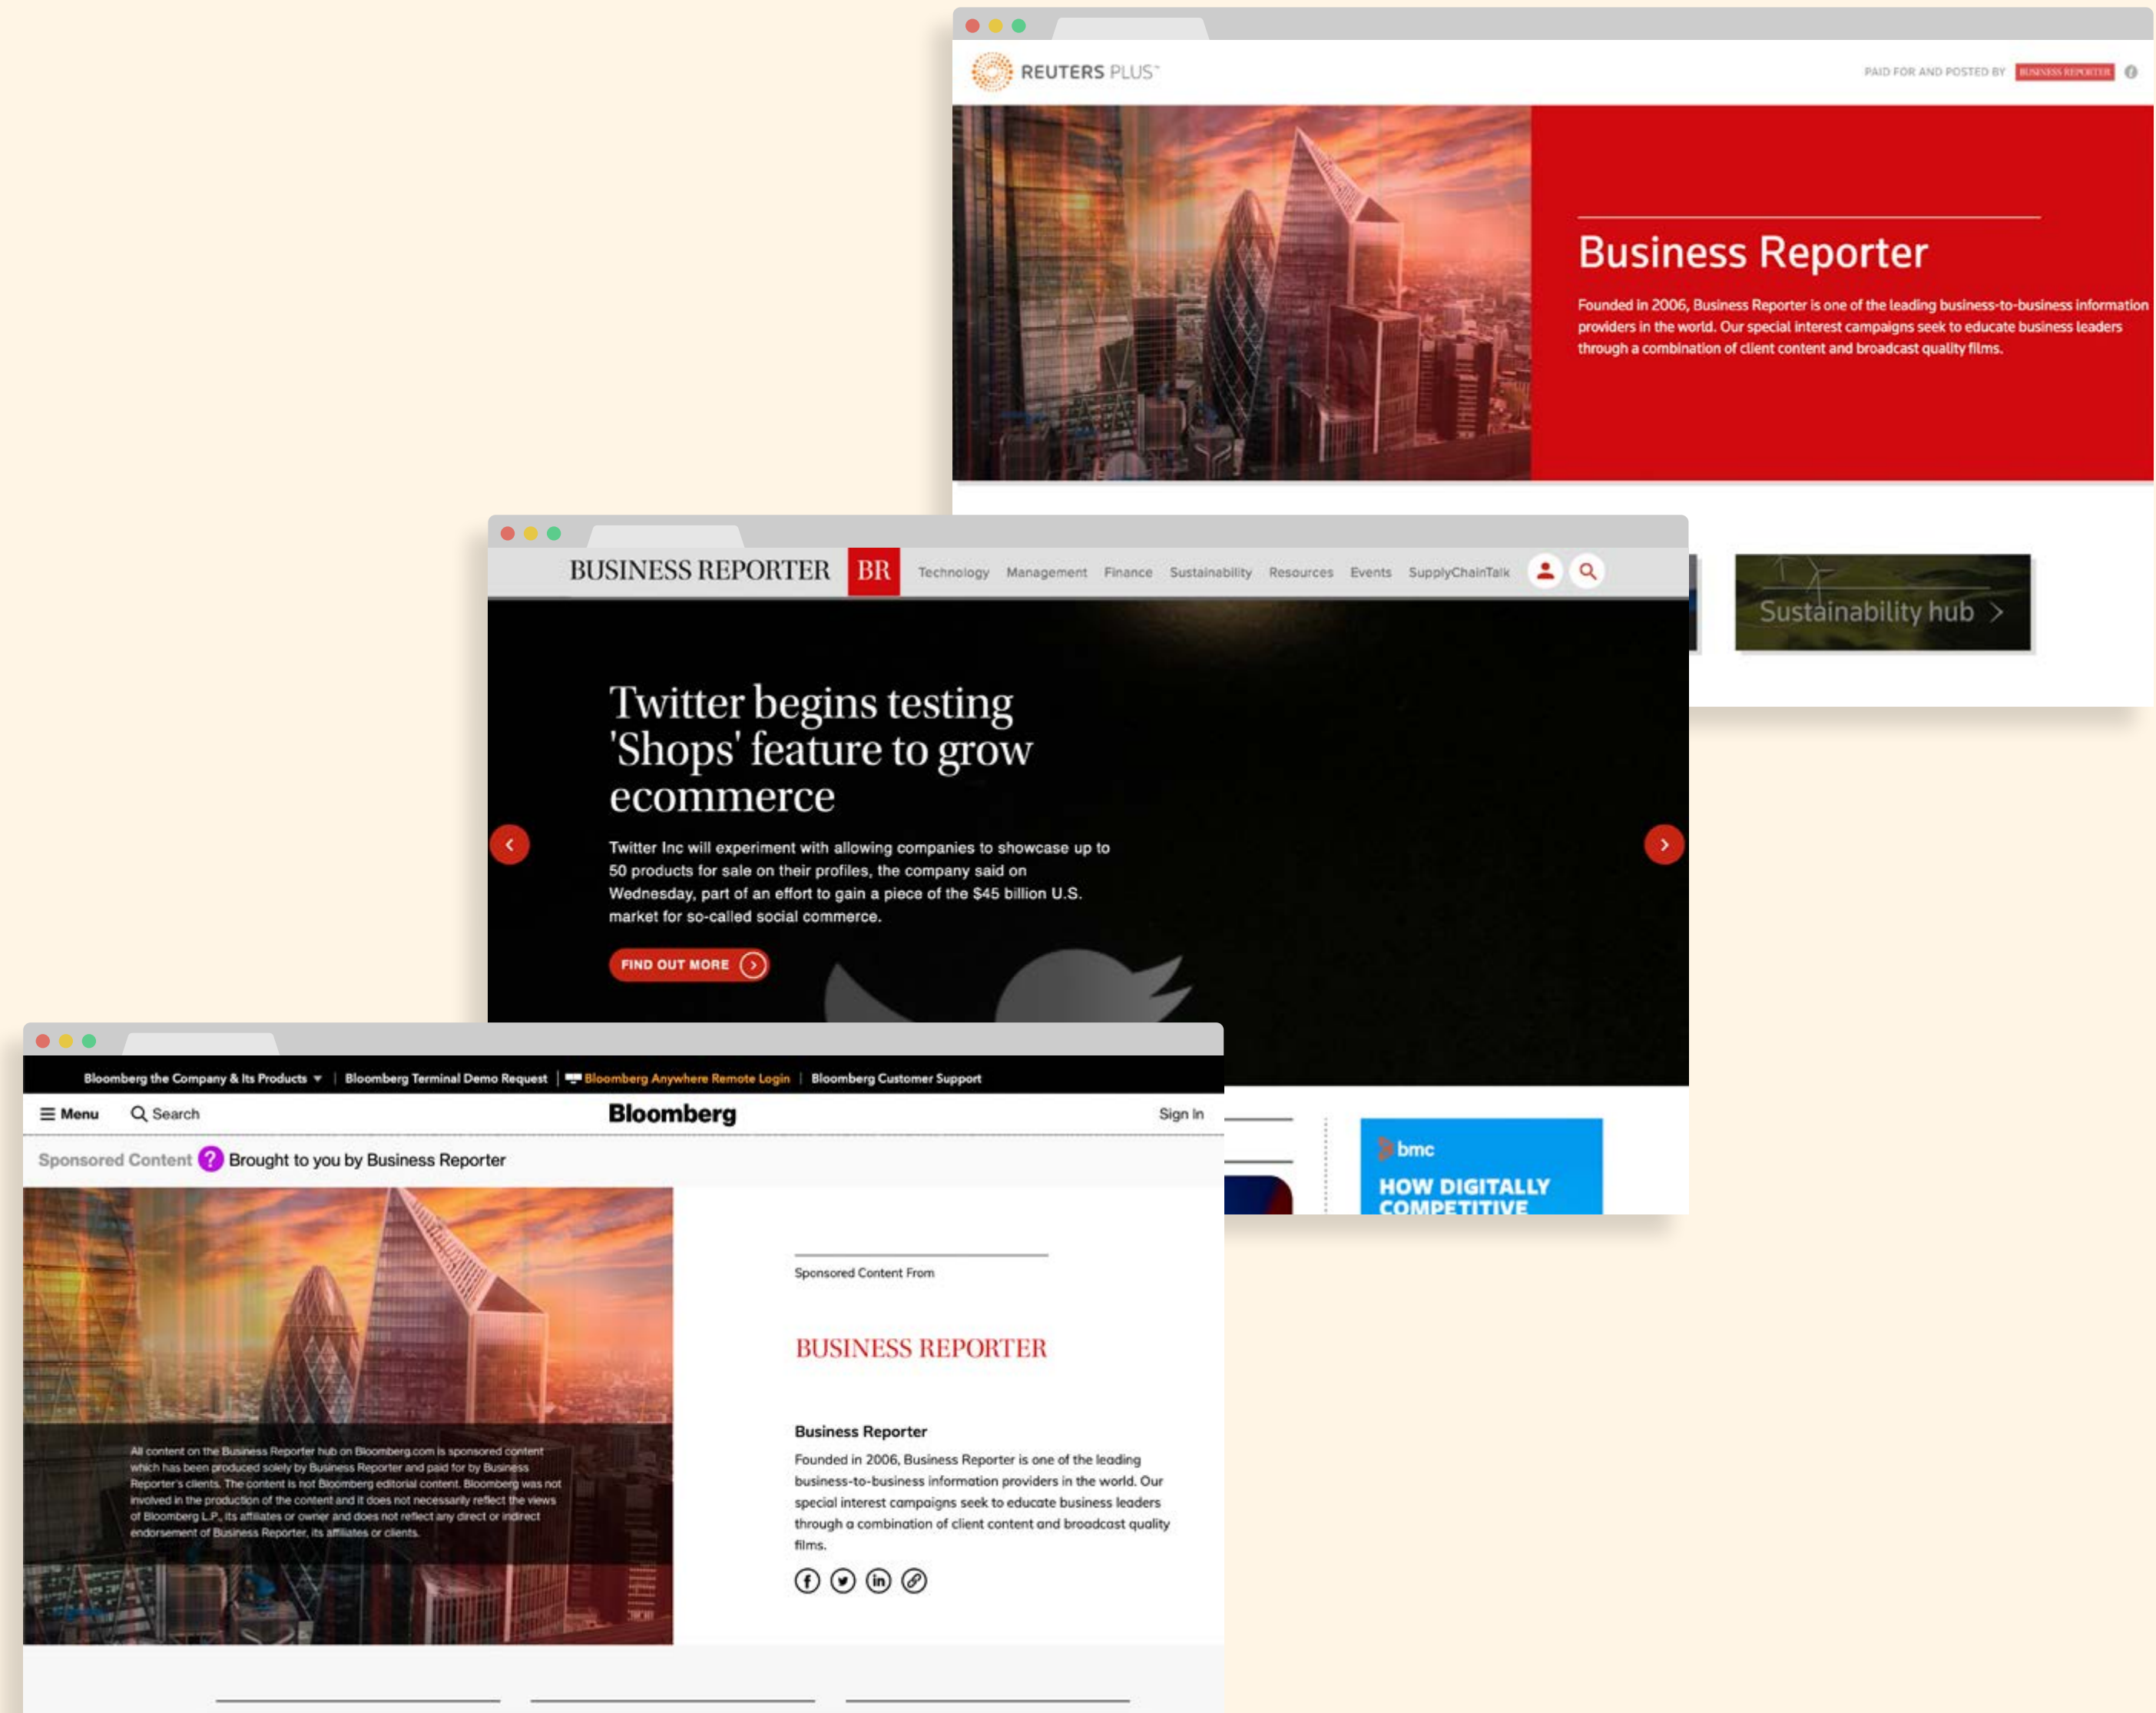 REUTERS PLUS™
PAID FOR AND POSTED BY BUSINESS REPORTER i
Business Reporter
Founded in 2006, Business Reporter is one of the leading business-to-business information
providers in the world. Our special interest campaigns seek to educate business leaders
through a combination of client content and broadcast quality films.
Sustainability hub >
BUSINESS REPORTER BR Technology Management Finance Sustainability Resources Events SupplyChainTalk
Twitter begins testing
'Shops' feature to grow
ecommerce
Twitter Inc will experiment with allowing companies to showcase up to
50 products for sale on their profiles, the company said on
Wednesday, part of an effort to gain a piece of the $45 billion U.S.
market for so-called social commerce.
FIND OUT MORE
bmc
HOW DIGITALLY
COMPETITIVE
Bloomberg the Company & Its Products | Bloomberg Terminal Demo Request | Bloomberg Anywhere Remote Login | Bloomberg Customer Support
Menu Search Bloomberg Sign In
Sponsored Content ? Brought to you by Business Reporter
All content on the Business Reporter hub on Bloomberg.com is sponsored content
which has been produced solely by Business Reporter and paid for by Business
Reporter's clients. The content is not Bloomberg editorial content. Bloomberg was not
involved in the production of the content and it does not necessarily reflect the views
of Bloomberg L.P., its affiliates or owner and does not reflect any direct or indirect
endorsement of Business Reporter, its affiliates or clients.
Sponsored Content From
BUSINESS REPORTER
Business Reporter
Founded in 2006, Business Reporter is one of the leading
business-to-business information providers in the world. Our
special interest campaigns seek to educate business leaders
through a combination of client content and broadcast quality
films.